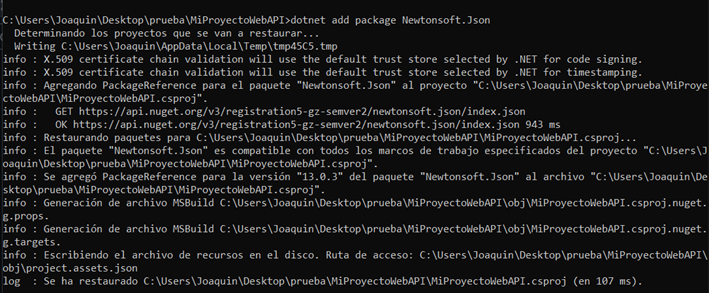 C:\Users\Joaquin\Desktop\prueba\MiProyectoWebAPI>dotnet add package Newtonsoft.Json
  Determinando los proyectos que se van a restaurar...
  Writing C:\Users\Joaquin\AppData\Local\Temp\tmp45C5.tmp
info : X.509 certificate chain validation will use the default trust store selected by .NET for code signing.
info : X.509 certificate chain validation will use the default trust store selected by .NET for timestamping.
info : Agregando PackageReference para el paquete "Newtonsoft.Json" al proyecto "C:\Users\Joaquin\Desktop\prueba\MiProye
ctoWebAPI\MiProyectoWebAPI.csproj".
info :   GET https://api.nuget.org/v3/registration5-gz-semver2/newtonsoft.json/index.json
info :   OK https://api.nuget.org/v3/registration5-gz-semver2/newtonsoft.json/index.json 943 ms
info : Restaurando paquetes para C:\Users\Joaquin\Desktop\prueba\MiProyectoWebAPI\MiProyectoWebAPI.csproj...
info : El paquete "Newtonsoft.Json" es compatible con todos los marcos de trabajo especificados del proyecto "C:\Users\J
oaquin\Desktop\prueba\MiProyectoWebAPI\MiProyectoWebAPI.csproj".
info : Se agregó PackageReference para la versión "13.0.3" del paquete "Newtonsoft.Json" al archivo "C:\Users\Joaquin\De
sktop\prueba\MiProyectoWebAPI\MiProyectoWebAPI.csproj".
info : Generación de archivo MSBuild C:\Users\Joaquin\Desktop\prueba\MiProyectoWebAPI\obj\MiProyectoWebAPI.csproj.nuget.
g.props.
info : Generación de archivo MSBuild C:\Users\Joaquin\Desktop\prueba\MiProyectoWebAPI\obj\MiProyectoWebAPI.csproj.nuget.
g.targets.
info : Escribiendo el archivo de recursos en el disco. Ruta de acceso: C:\Users\Joaquin\Desktop\prueba\MiProyectoWebAPI\
obj\project.assets.json
log  : Se ha restaurado C:\Users\Joaquin\Desktop\prueba\MiProyectoWebAPI\MiProyectoWebAPI.csproj (en 107 ms).